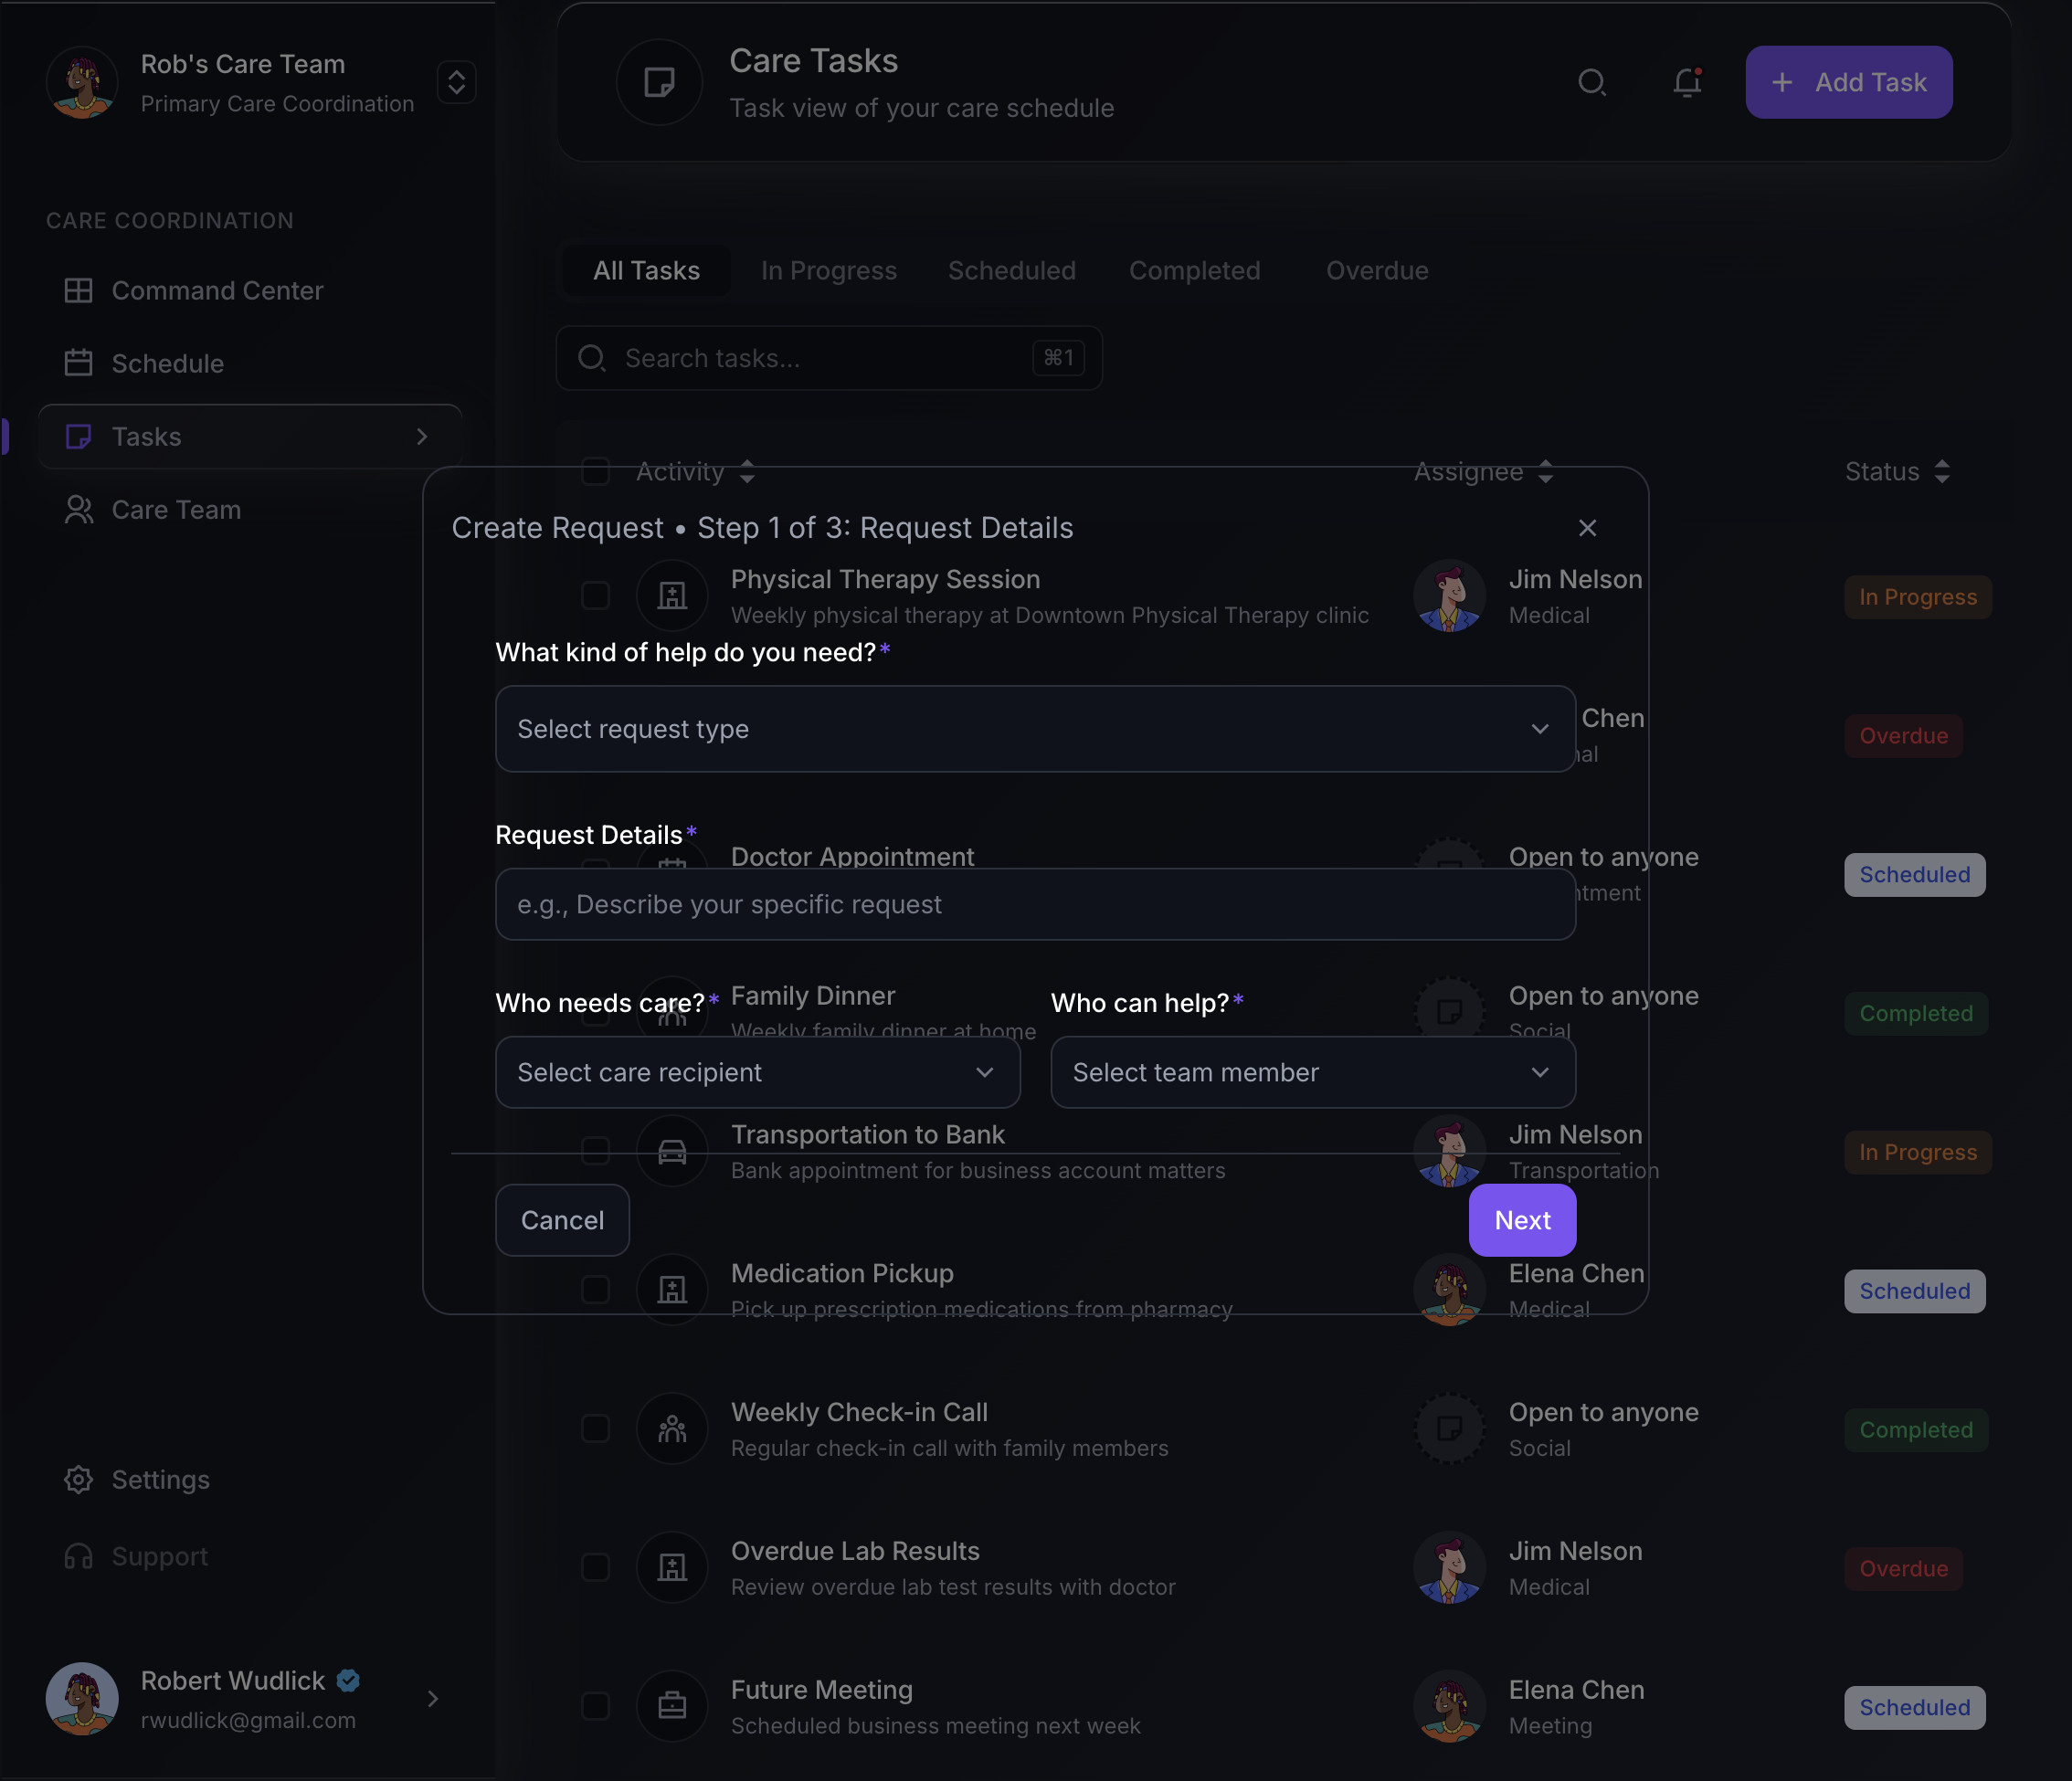 Rob's Care Team
Primary Care Coordination
CARE COORDINATION
Command Center
Schedule
Tasks
Care Team
Settings
Support
Robert Wudlick
rwudlick@gmail.com
Care Tasks
Task view of your care schedule
+ Add Task
All Tasks
In Progress
Scheduled
Completed
Overdue
Search tasks...
⌘1
Activity
Assignee
Status
Create Request • Step 1 of 3: Request Details
Physical Therapy Session
Weekly physical therapy at Downtown Physical Therapy clinic
Jim Nelson
Medical
In Progress
What kind of help do you need?*
Select request type
Chen
Overdue
Request Details*
Doctor Appointment
e.g., Describe your specific request
Open to anyone
Scheduled
Who needs care?*
Family Dinner
Weekly family dinner at home
Who can help?*
Open to anyone
Social
Completed
Select care recipient
Select team member
Transportation to Bank
Bank appointment for business account matters
Jim Nelson
Transportation
In Progress
Cancel
Next
Medication Pickup
Pick up prescription medications from pharmacy
Elena Chen
Medical
Scheduled
Weekly Check-in Call
Regular check-in call with family members
Open to anyone
Social
Completed
Overdue Lab Results
Review overdue lab test results with doctor
Jim Nelson
Medical
Overdue
Future Meeting
Scheduled business meeting next week
Elena Chen
Meeting
Scheduled